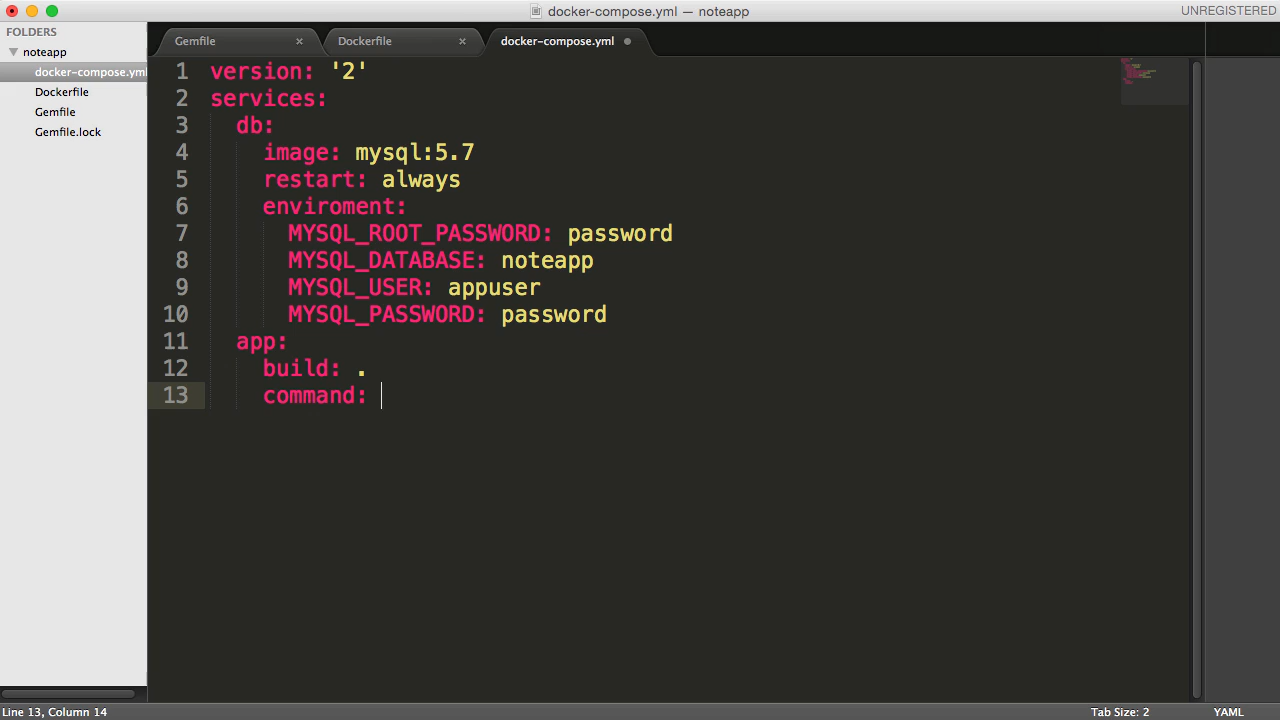 docker-compose.yml — noteapp
UNREGISTERED
FOLDERS
noteapp
docker-compose.yml
Dockerfile
Gemfile
Gemfile.lock
Gemfile × Dockerfile × docker-compose.yml
1 version: '2'
2 services:
3 db:
4 image: mysql:5.7
5 restart: always
6 enviroment:
7 MYSQL_ROOT_PASSWORD: password
8 MYSQL_DATABASE: noteapp
9 MYSQL_USER: appuser
10 MYSQL_PASSWORD: password
11 app:
12 build: .
13 command:
Line 13, Column 14
Tab Size: 2
YAML